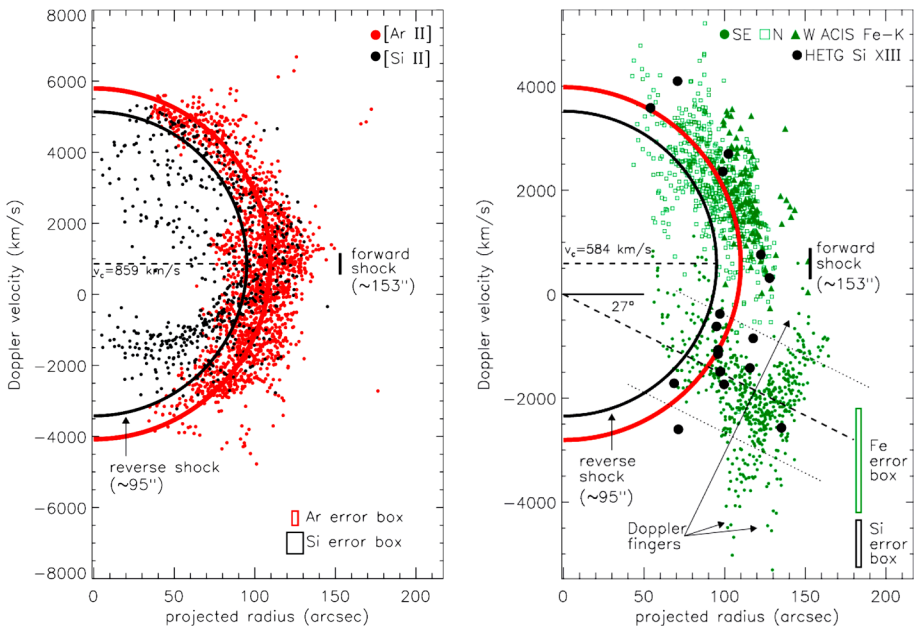 8000
6000
4000
2000
0
−2000
−4000
−6000
−8000
Doppler velocity (km/s)
[Ar II]
[Si II]
v_c=859 km/s
forward
shock
(~153")
reverse shock
(~95")
Ar error box
Si error box
0 50 100 150 200
projected radius (arcsec)
4000
2000
0
−2000
−4000
Doppler velocity (km/s)
SE N W ACIS Fe−K
HETG Si XIII
v_c=584 km/s
forward
shock
(~153")
27°
reverse
shock
(~95")
Doppler
fingers
Fe
error
box
Si
error
box
0 50 100 150 200
projected radius (arcsec)